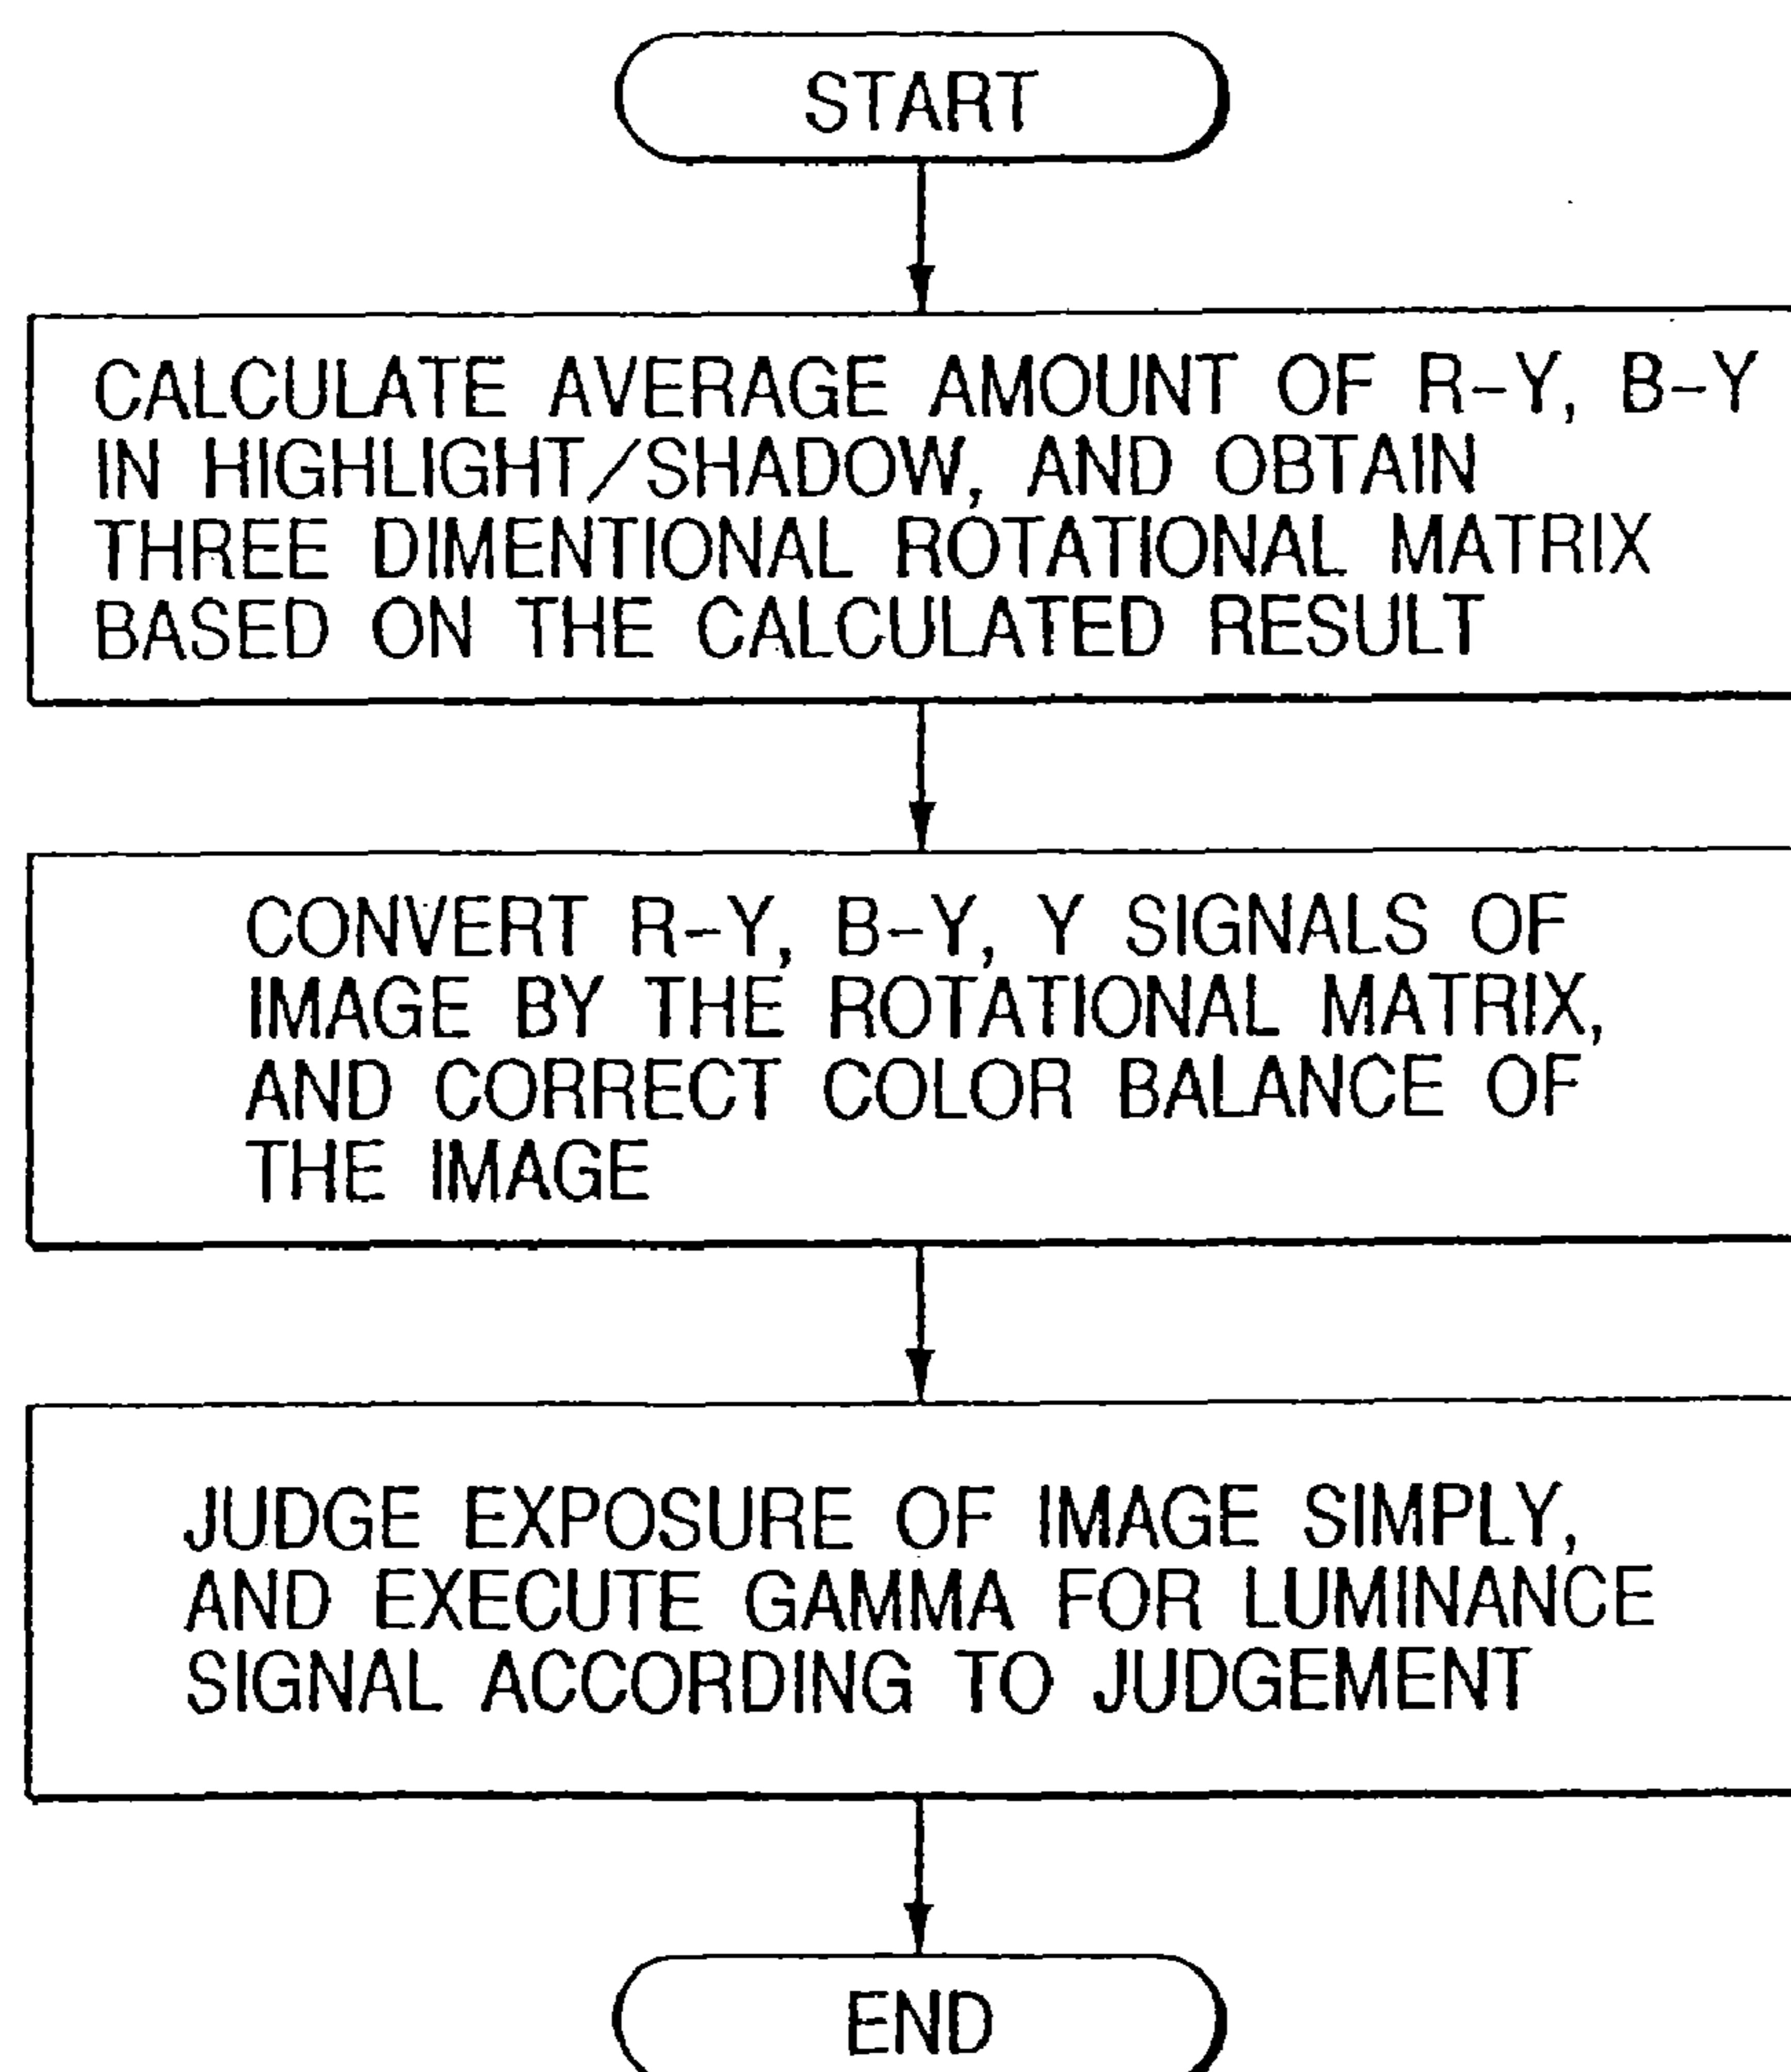 START
CALCULATE AVERAGE AMOUNT OF R-Y, B-Y
IN HIGHLIGHT/SHADOW, AND OBTAIN
THREE DIMENTIONAL ROTATIONAL MATRIX
BASED ON THE CALCULATED RESULT
CONVERT R-Y, B-Y, Y SIGNALS OF
IMAGE BY THE ROTATIONAL MATRIX,
AND CORRECT COLOR BALANCE OF
THE IMAGE
JUDGE EXPOSURE OF IMAGE SIMPLY,
AND EXECUTE GAMMA FOR LUMINANCE
SIGNAL ACCORDING TO JUDGEMENT
END